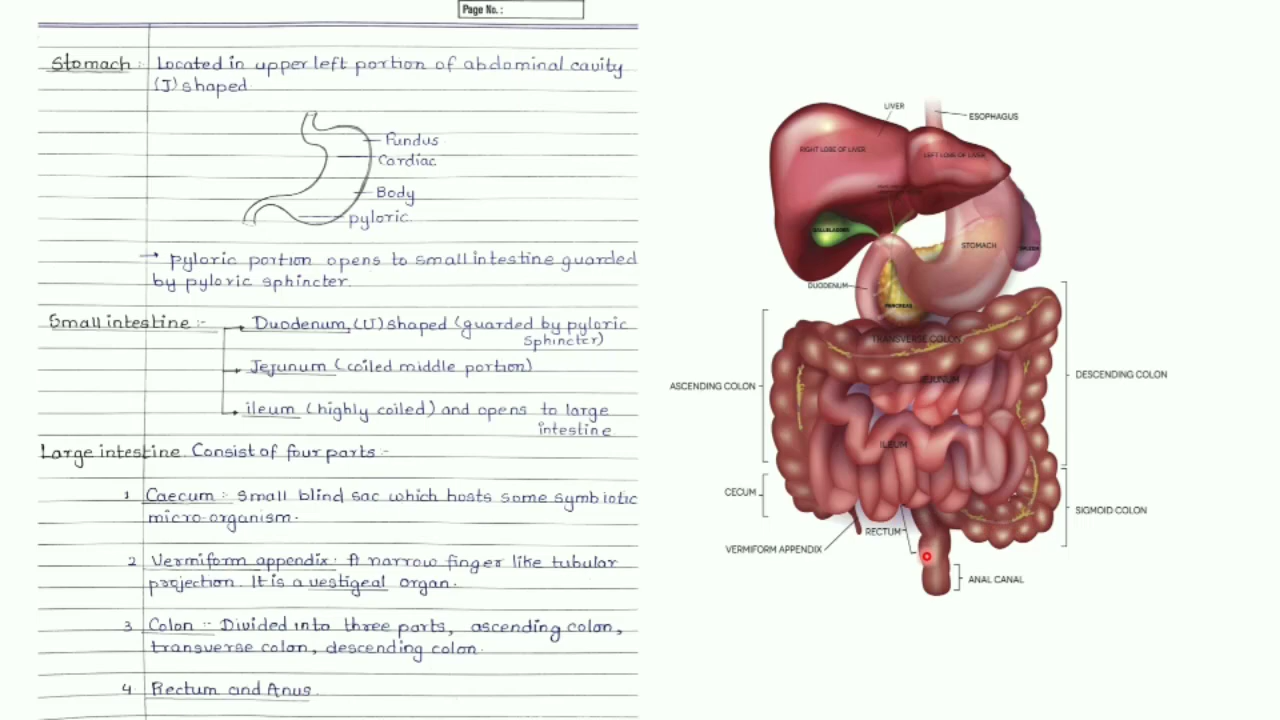 Page No. :
Stomach : Located in upper left portion of abdominal cavity
(J) shaped
Fundus
Cardiac
Body
pyloric.
→ pyloric portion opens to small intestine guarded
by pyloric sphincter.
Small intestine :- Duodenum, (U) shaped (guarded by pyloric
sphincter)
Jejunum (coiled middle portion)
ileum (highly coiled) and opens to large
intestine
Large intestine. Consist of four parts :-
1 Caecum :- Small blind sac which hosts some symbiotic
micro-organism.
2 Vermiform appendix: A narrow finger like tubular
projection. It is a vestigeal organ.
3 Colon :- Divided into three parts, ascending colon,
transverse colon, descending colon.
4. Rectum and Anus.
LIVER
ESOPHAGUS
RIGHT LOBE OF LIVER
LEFT LOBE OF LIVER
GALLBLADDER
STOMACH
SPLEEN
DUODENUM
PANCREAS
TRANSVERSE COLON
ASCENDING COLON
JEJUNUM
DESCENDING COLON
ILEUM
CECUM
SIGMOID COLON
RECTUM
VERMIFORM APPENDIX
ANAL CANAL